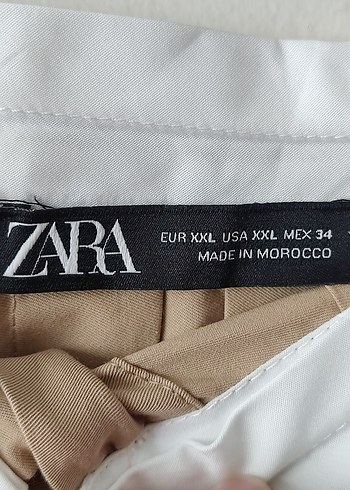 ZARA
EUR XXL USA XXL MEX 34
MADE IN MOROCCO